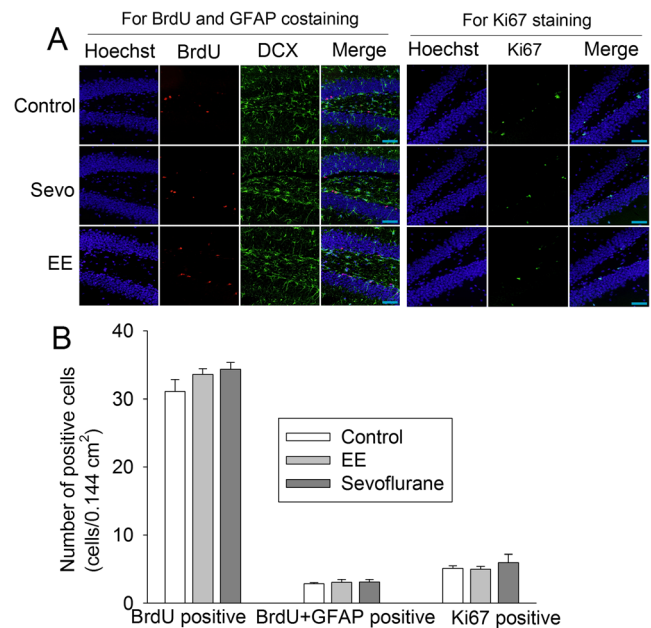 For BrdU and GFAP costaining
For Ki67 staining
A
Hoechst BrdU DCX Merge
Hoechst Ki67 Merge
Control
Sevo
EE
B
Number of positive cells
(cells/0.144 cm²)
40
30
20
10
0
Control
EE
Sevoflurane
BrdU positive
BrdU+GFAP positive
Ki67 positive